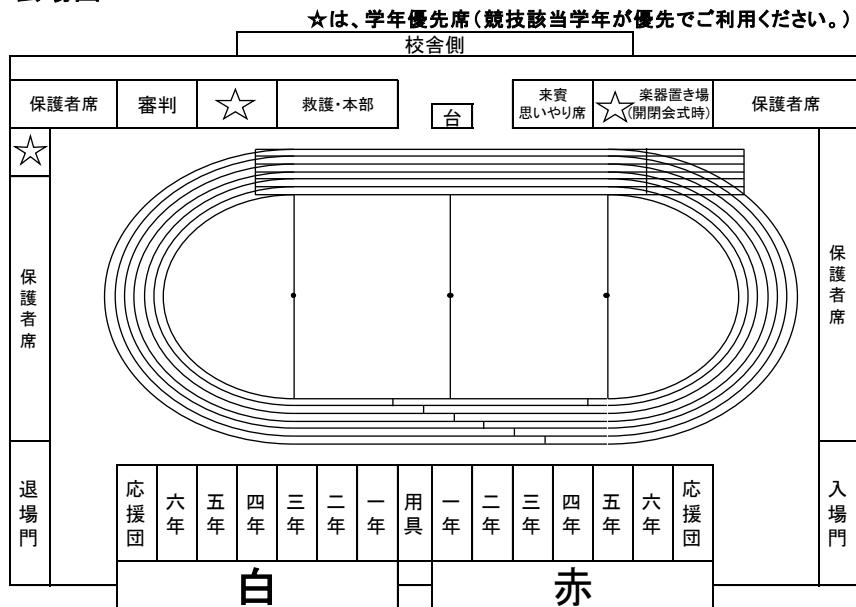 ☆は、学年優先席(競技該当学年が優先でご利用ください。)
校舎側
保護者席
審判
☆
救護・本部
台
来賓
思いやり席
☆
楽器置き場
(開閉会式時)
保護者席
☆
保護者席
保護者席
退場門
応援団
六年
五年
四年
三年
二年
一年
用具
一年
二年
三年
四年
五年
六年
応援団
入場門
白
赤